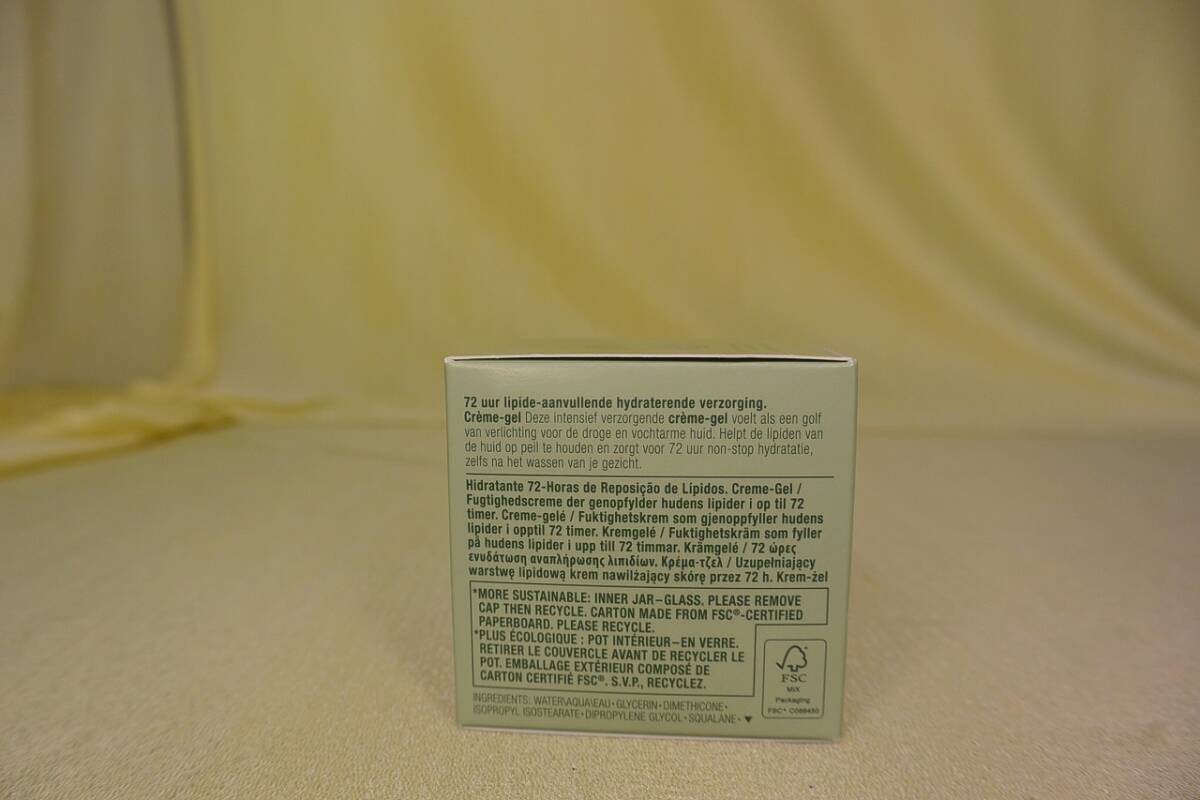 72 uur lipide-aanvullende hydraterende verzorging.
Crème-gel Deze intensief verzorgende crème-gel voelt als een golf
van verlichting voor de droge en vochtarme huid. Helpt de lipiden van
de huid op peil te houden en zorgt voor 72 uur non-stop hydratatie,
zelfs na het wassen van je gezicht.
Hidratante 72-Horas de Reposição de Lípidos. Creme-Gel /
Fugtighedscreme der genopfylder hudens lipider i op til 72
timer. Creme-gelé / Fuktighetskrem som gjenoppfyller hudens
lipider i opptil 72 timer. Kremgelé / Fuktighetskräm som fyller
på hudens lipider i upp till 72 timmar. Krämgelé / 72 ώρες
ενυδάτωση αναπλήρωσης λιπιδίων. Κρέμα-τζελ / Uzupełniający
warstwę lipidową krem nawilżający skórę przez 72 h. Krem-żel
*MORE SUSTAINABLE: INNER JAR–GLASS. PLEASE REMOVE
CAP THEN RECYCLE. CARTON MADE FROM FSC®-CERTIFIED
PAPERBOARD. PLEASE RECYCLE.
*PLUS ÉCOLOGIQUE : POT INTÉRIEUR–EN VERRE.
RETIRER LE COUVERCLE AVANT DE RECYCLER LE
POT. EMBALLAGE EXTÉRIEUR COMPOSÉ DE
CARTON CERTIFIÉ FSC®. S.V.P., RECYCLEZ.
FSC
MIX
Packaging
FSC® C089450
INGREDIENTS: WATER\AQUA\EAU • GLYCERIN • DIMETHICONE •
ISOPROPYL ISOSTEARATE • DIPROPYLENE GLYCOL • SQUALANE • ▼